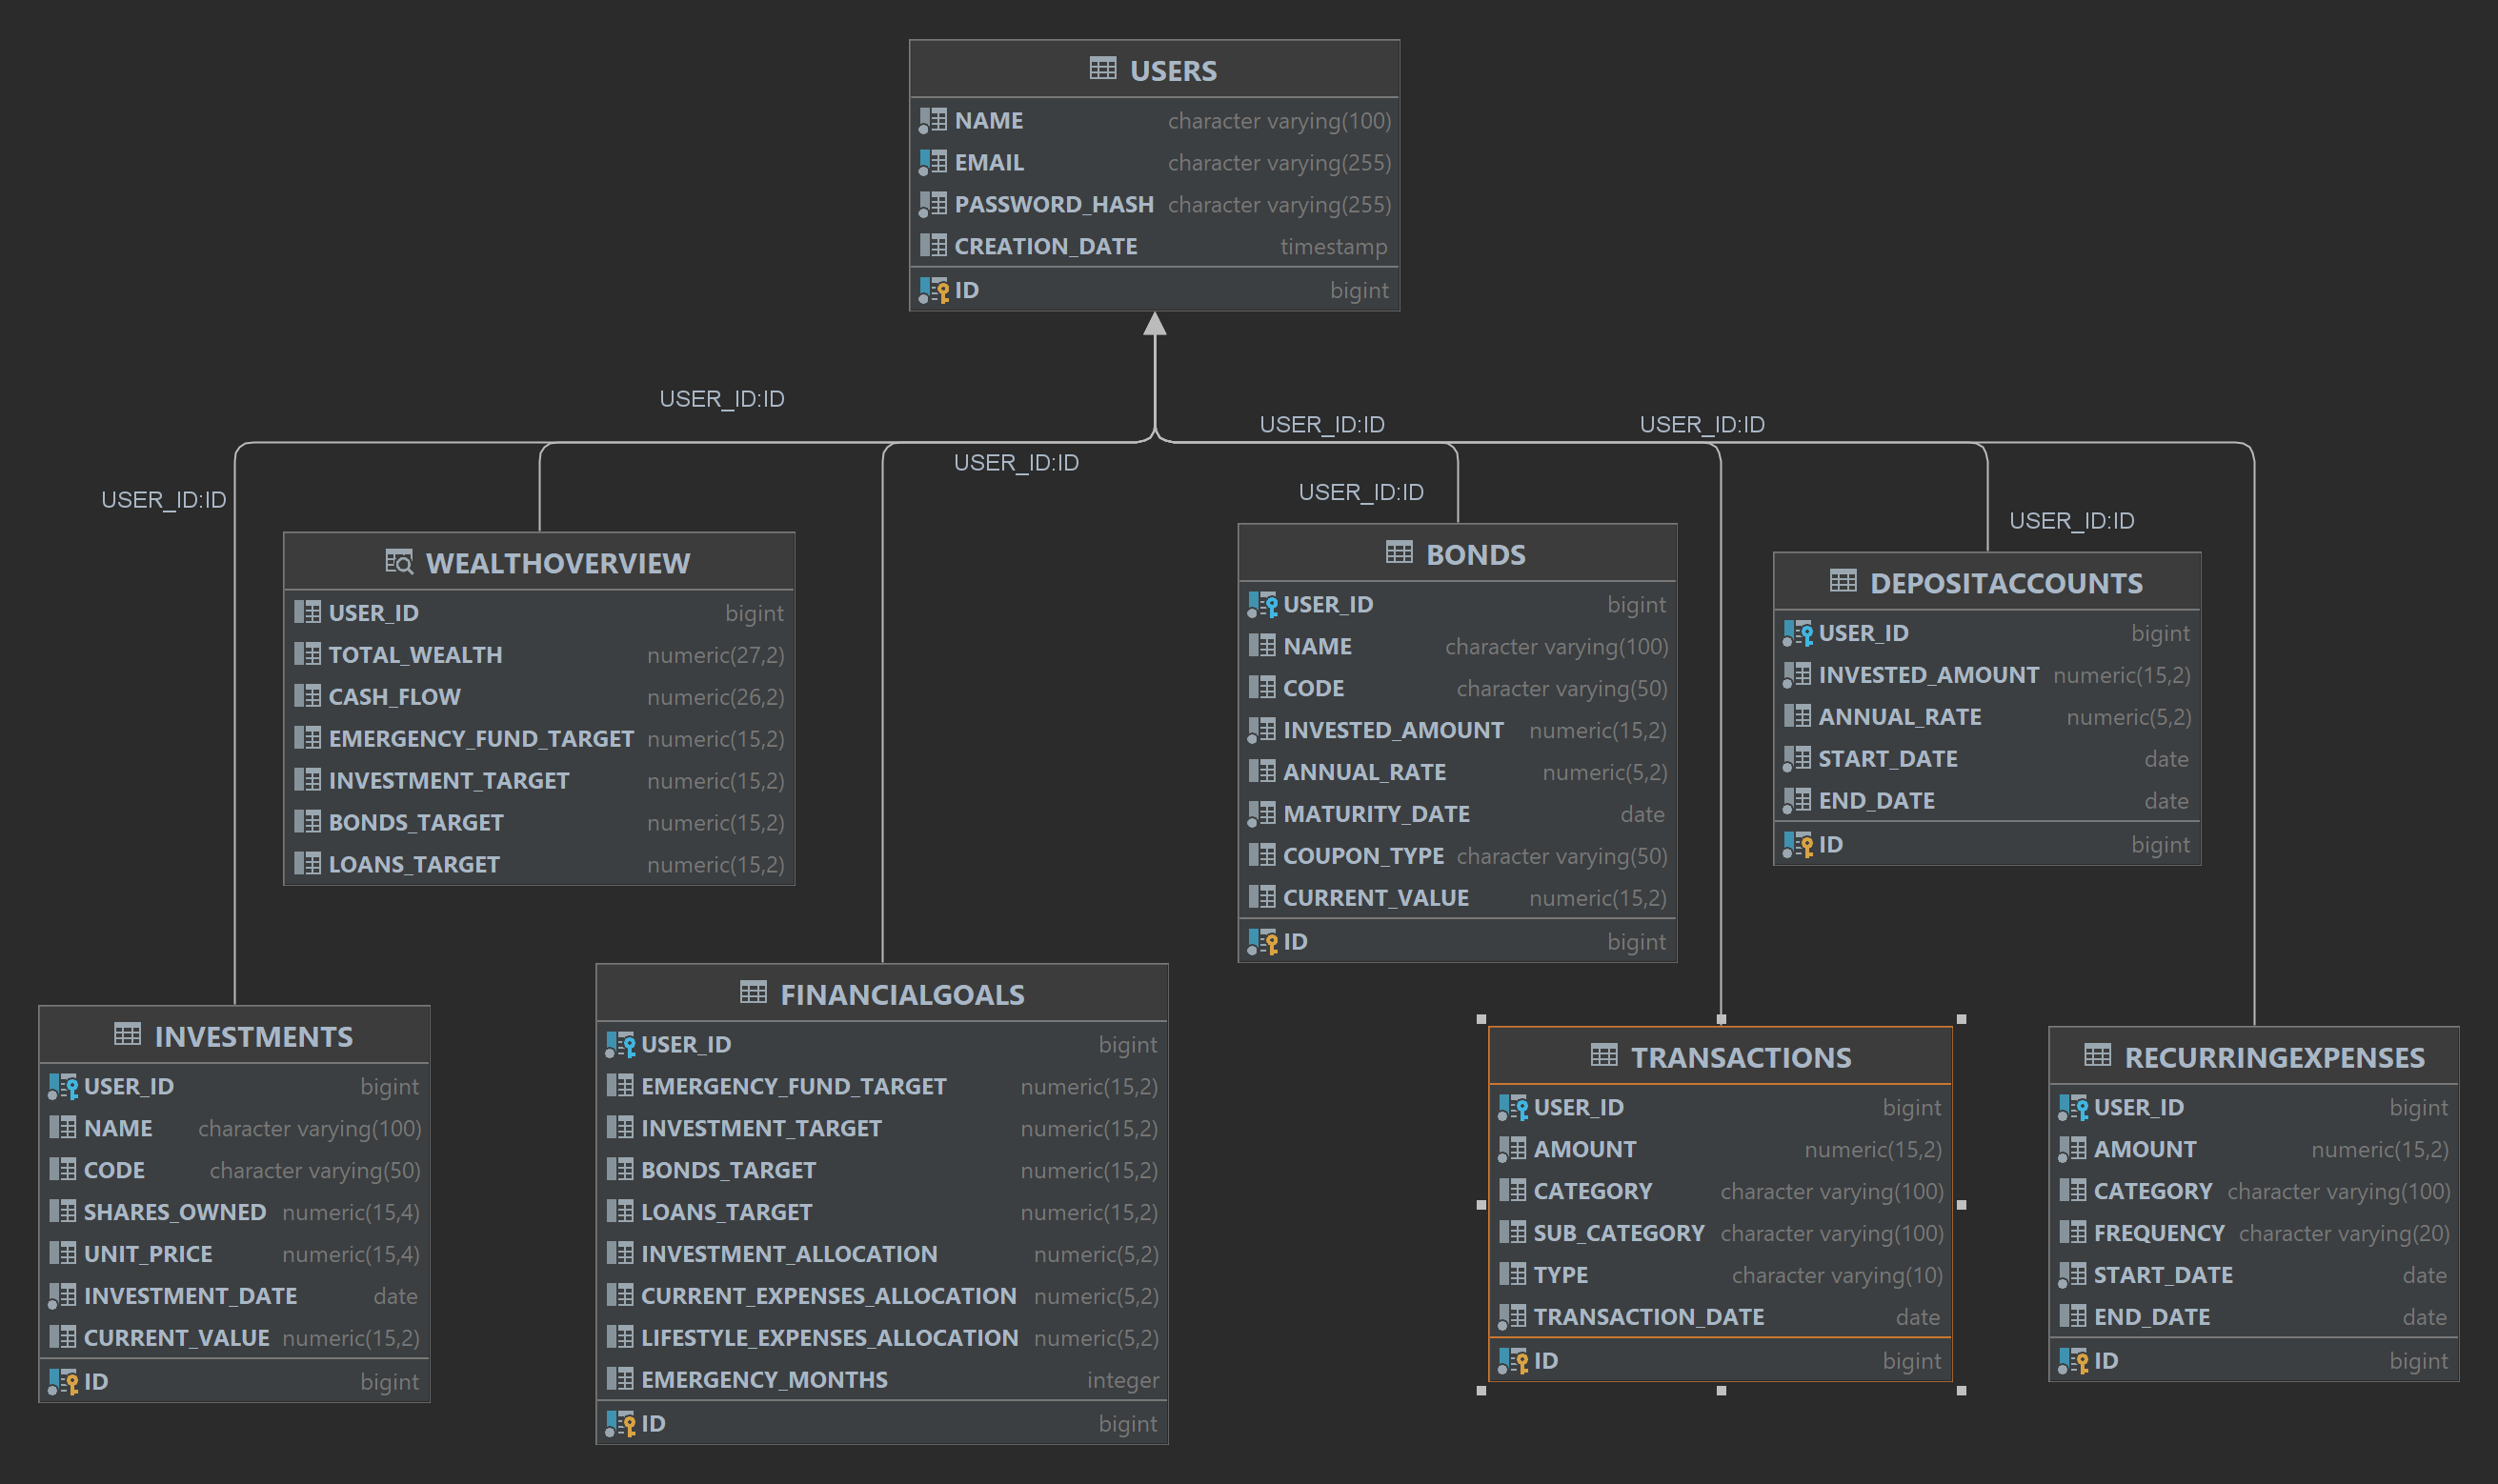 USERS
NAME character varying(100)
EMAIL character varying(255)
PASSWORD_HASH character varying(255)
CREATION_DATE timestamp
ID bigint
USER_ID:ID
USER_ID:ID
USER_ID:ID
USER_ID:ID
USER_ID:ID
USER_ID:ID
USER_ID:ID
WEALTHOVERVIEW
USER_ID bigint
TOTAL_WEALTH numeric(27,2)
CASH_FLOW numeric(26,2)
EMERGENCY_FUND_TARGET numeric(15,2)
INVESTMENT_TARGET numeric(15,2)
BONDS_TARGET numeric(15,2)
LOANS_TARGET numeric(15,2)
BONDS
USER_ID bigint
NAME character varying(100)
CODE character varying(50)
INVESTED_AMOUNT numeric(15,2)
ANNUAL_RATE numeric(5,2)
MATURITY_DATE date
COUPON_TYPE character varying(50)
CURRENT_VALUE numeric(15,2)
ID bigint
DEPOSITACCOUNTS
USER_ID bigint
INVESTED_AMOUNT numeric(15,2)
ANNUAL_RATE numeric(5,2)
START_DATE date
END_DATE date
ID bigint
INVESTMENTS
USER_ID bigint
NAME character varying(100)
CODE character varying(50)
SHARES_OWNED numeric(15,4)
UNIT_PRICE numeric(15,4)
INVESTMENT_DATE date
CURRENT_VALUE numeric(15,2)
ID bigint
FINANCIALGOALS
USER_ID bigint
EMERGENCY_FUND_TARGET numeric(15,2)
INVESTMENT_TARGET numeric(15,2)
BONDS_TARGET numeric(15,2)
LOANS_TARGET numeric(15,2)
INVESTMENT_ALLOCATION numeric(5,2)
CURRENT_EXPENSES_ALLOCATION numeric(5,2)
LIFESTYLE_EXPENSES_ALLOCATION numeric(5,2)
EMERGENCY_MONTHS integer
ID bigint
TRANSACTIONS
USER_ID bigint
AMOUNT numeric(15,2)
CATEGORY character varying(100)
SUB_CATEGORY character varying(100)
TYPE character varying(10)
TRANSACTION_DATE date
ID bigint
RECURRINGEXPENSES
USER_ID bigint
AMOUNT numeric(15,2)
CATEGORY character varying(100)
FREQUENCY character varying(20)
START_DATE date
END_DATE date
ID bigint